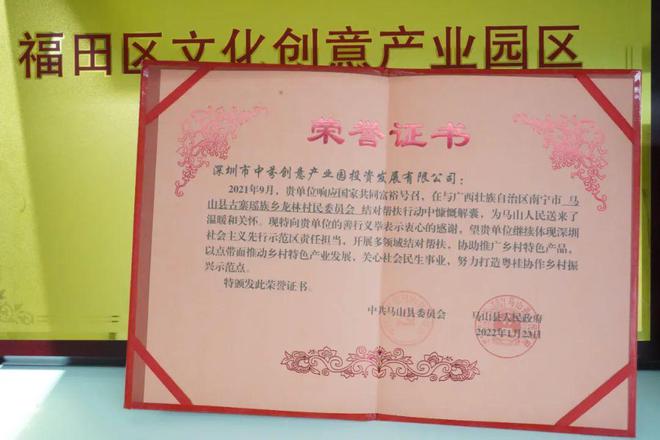 福田区文化创意产业园区
荣誉证书
深圳市中芬创意产业园投资发展有限公司：
2021年9月，贵单位响应国家共同富裕号召，在与广西壮族自治区南宁市 马
山县古寨瑶族乡龙林村民委员会 结对帮扶行动中慷慨解囊，为马山人民送来了
温暖和关怀。现特向贵单位的善行义举表示衷心的感谢。望贵单位继续体现深圳
社会主义先行示范区责任担当，开展多领域结对帮扶，协助推广乡村特色产品，
以点带面推动乡村特色产业发展，关心社会民生事业，努力打造粤桂协作乡村振
兴示范点。
特颁发此荣誉证书。
中共马山县委员会 马山县人民政府
2022年1月23日